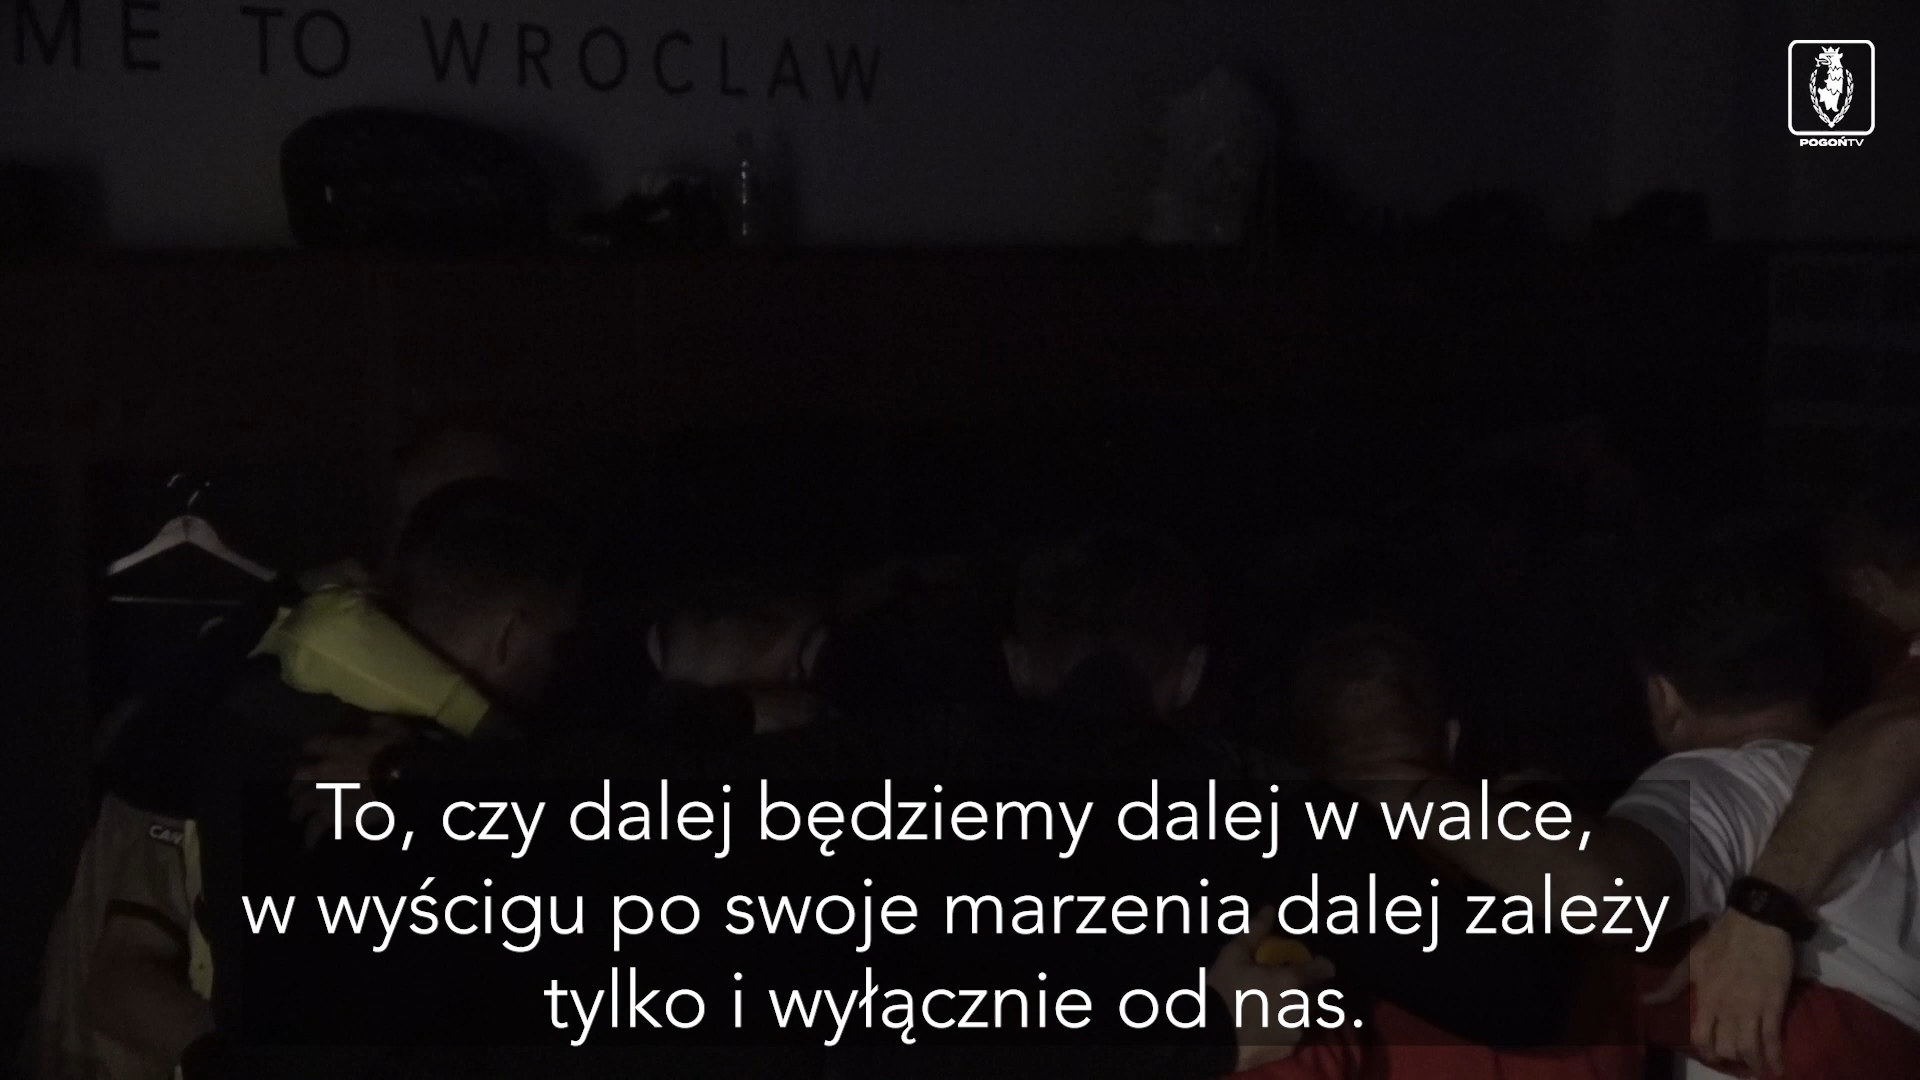 ME TO WROCLAW
POGOŃTV
CAN
To, czy dalej będziemy dalej w walce,
w wyścigu po swoje marzenia dalej zależy
tylko i wyłącznie od nas.